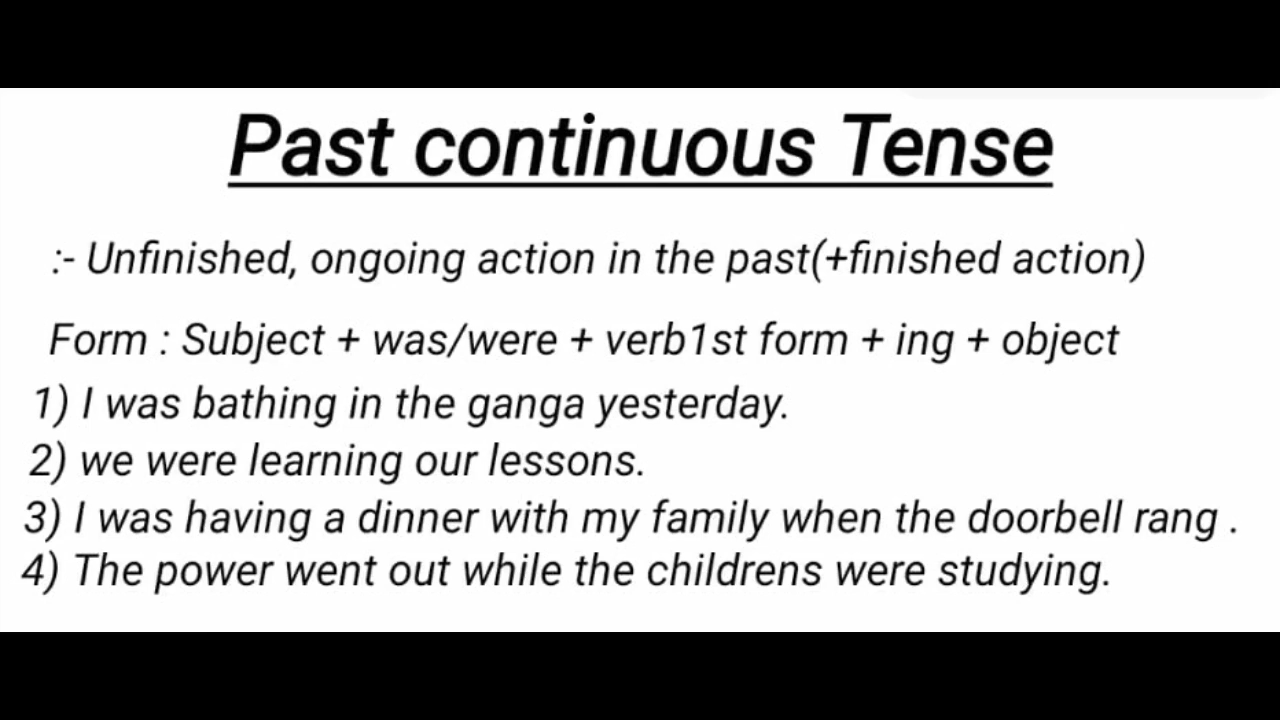 Past continuous Tense
:- Unfinished, ongoing action in the past(+finished action)
Form : Subject + was/were + verb1st form + ing + object
1) I was bathing in the ganga yesterday.
2) we were learning our lessons.
3) I was having a dinner with my family when the doorbell rang .
4) The power went out while the childrens were studying.